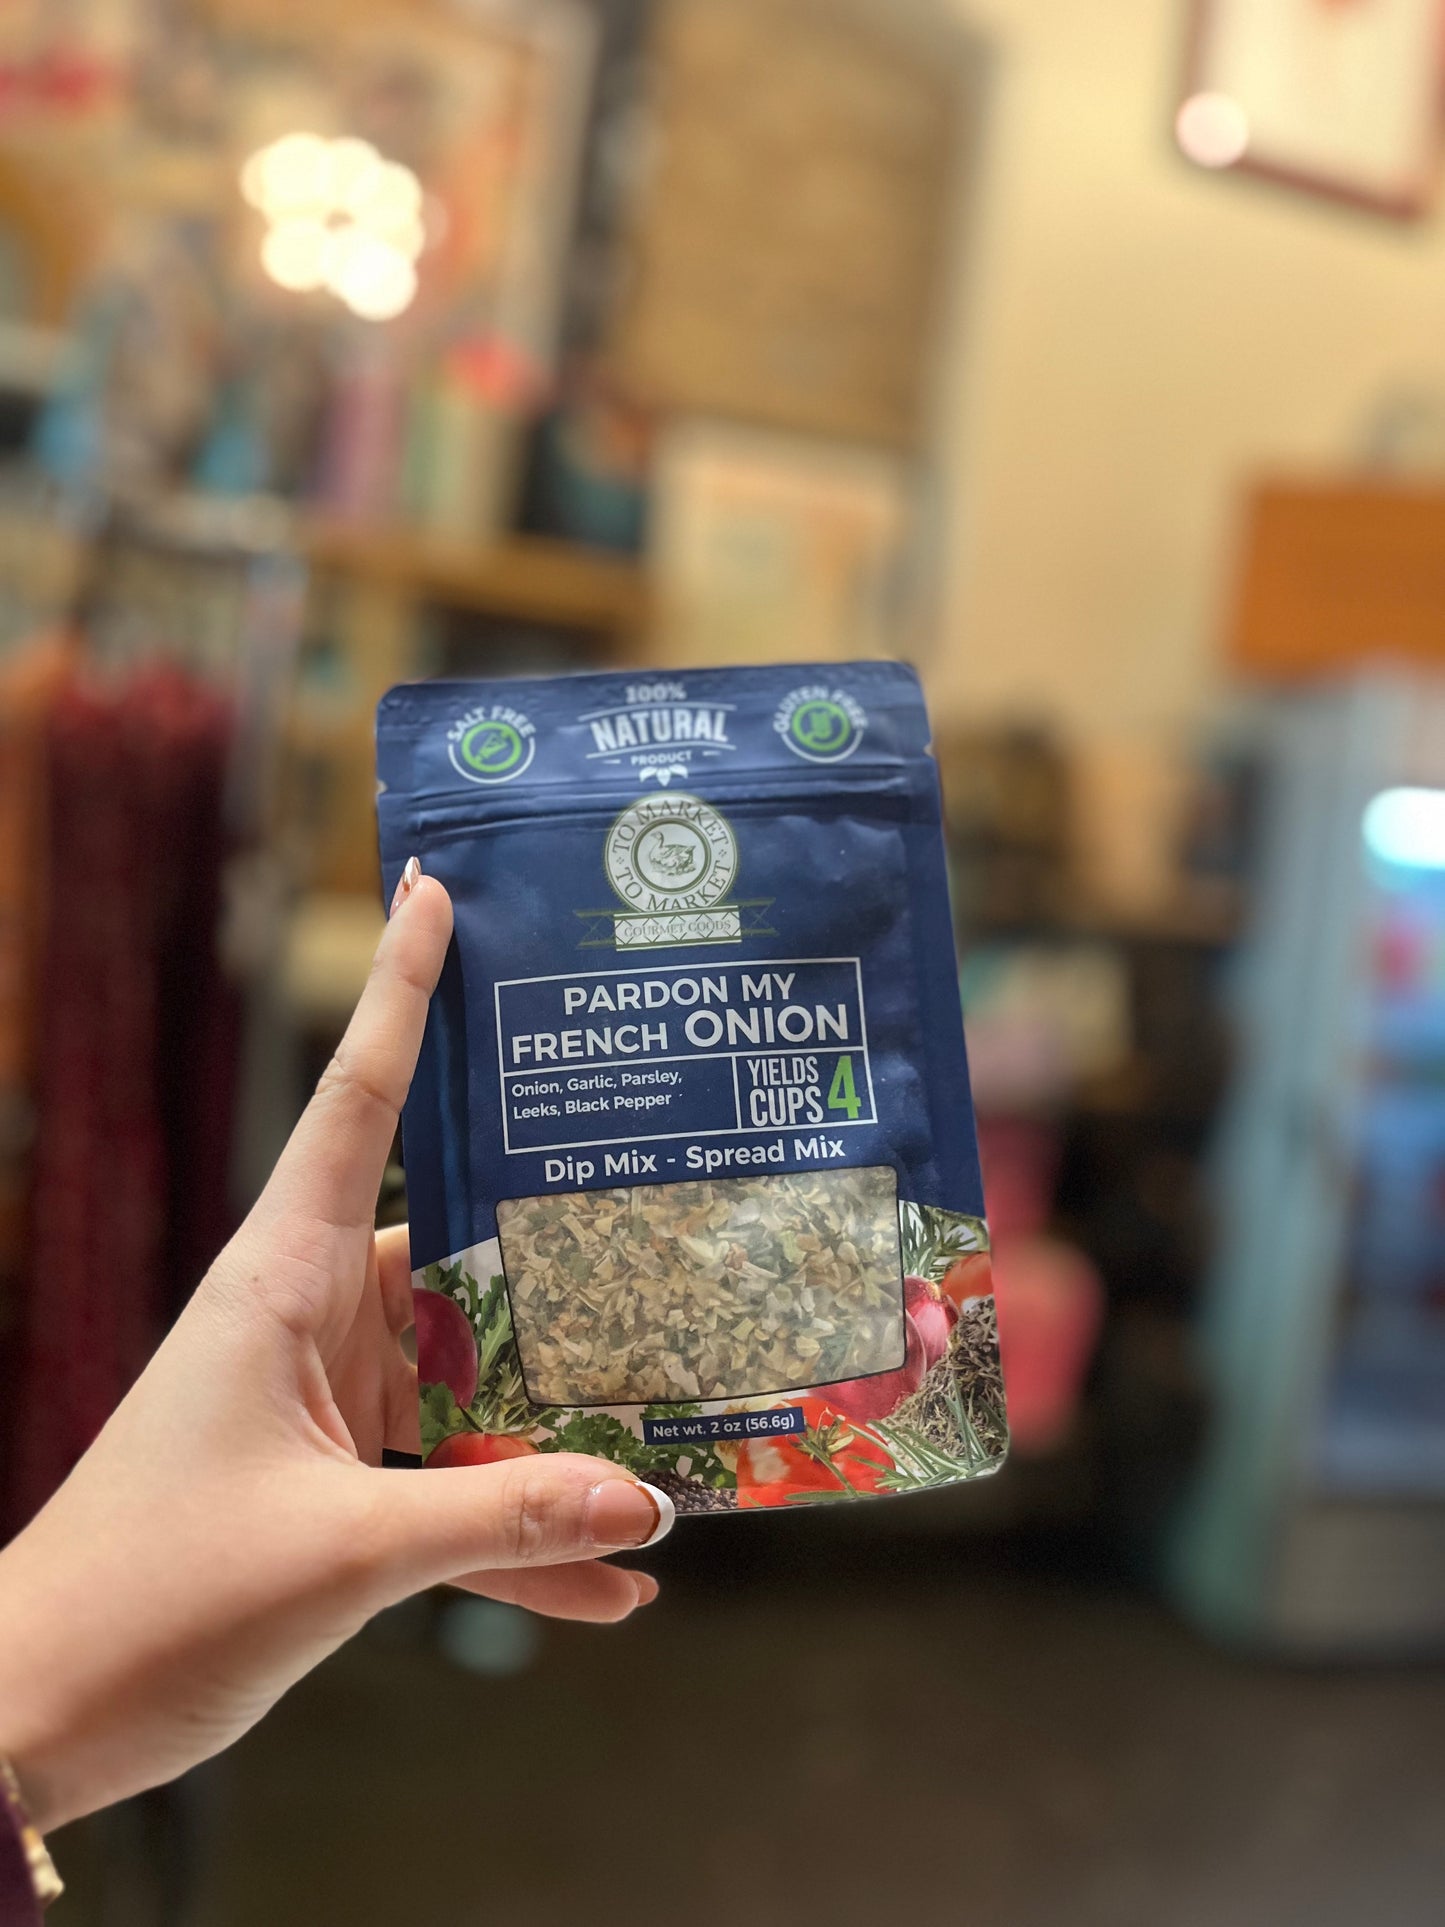 SALT FREE
100%
NATURAL
PRODUCT
GLUTEN FREE
TO MARKET
TO MARKET
GOURMET GOODS
PARDON MY
FRENCH ONION
Onion, Garlic, Parsley,
Leeks, Black Pepper
YIELDS
CUPS 4
Dip Mix - Spread Mix
Net wt. 2 oz (56.6g)